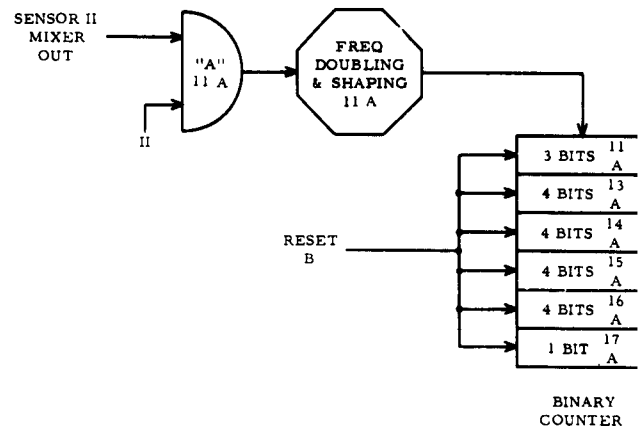 SENSOR II
MIXER
OUT
"A"
11 A
II
FREQ
DOUBLING
& SHAPING
11 A
3 BITS 11 A
4 BITS 13 A
4 BITS 14 A
4 BITS 15 A
4 BITS 16 A
1 BIT 17 A
RESET
B
BINARY
COUNTER